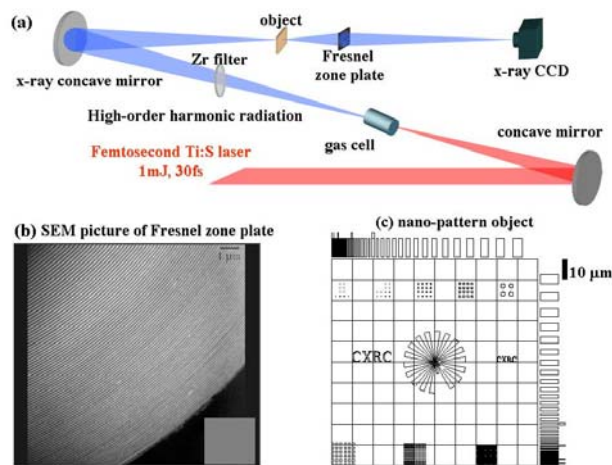 (a)
object
Zr filter
Fresnel
zone plate
x-ray CCD
x-ray concave mirror
High-order harmonic radiation
gas cell
concave mirror
Femtosecond Ti:S laser
1mJ, 30fs
(b) SEM picture of Fresnel zone plate
1 μm
(c) nano-pattern object
10 μm
CXRC
CXRC